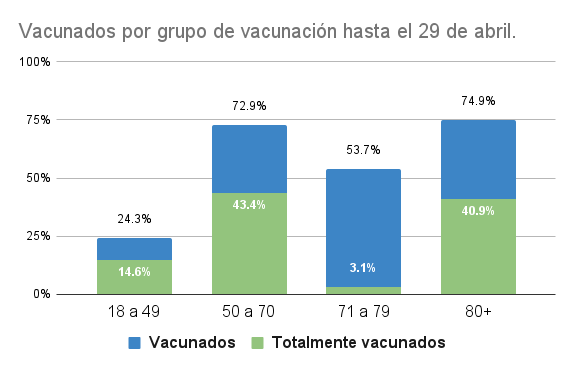 Vacunados por grupo de vacunación hasta el 29 de abril.
100%
75%
50%
25%
0%
24.3%
14.6%
72.9%
43.4%
53.7%
3.1%
74.9%
40.9%
18 a 49
50 a 70
71 a 79
80+
Vacunados
Totalmente vacunados